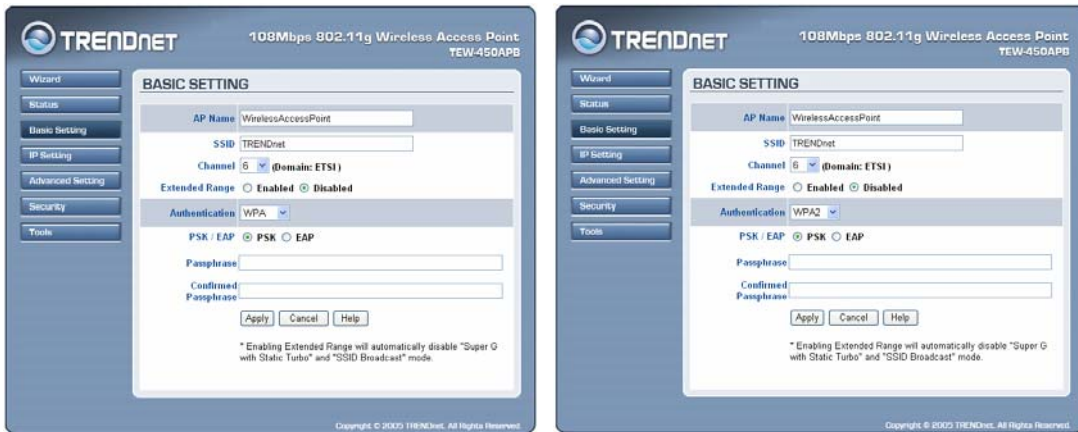 TRENDNET
108Mbps 802.11g Wireless Access Point
TEW-450APB
Wizard
Status
Basic Setting
IP Setting
Advanced Setting
Security
Tools
BASIC SETTING
AP Name WirelessAccessPoint
SSID TRENDnet
Channel 6 (Domain: ETSI )
Extended Range Enabled Disabled
Authentication WPA
PSK / EAP PSK EAP
Passphrase
Confirmed
Passphrase
Apply Cancel Help
* Enabling Extended Range will automatically disable "Super G
with Static Turbo" and "SSID Broadcast" mode.
Copyright © 2005 TRENDnet. All Rights Reserved.
TRENDNET
108Mbps 802.11g Wireless Access Point
TEW-450APB
Wizard
Status
Basic Setting
IP Setting
Advanced Setting
Security
Tools
BASIC SETTING
AP Name WirelessAccessPoint
SSID TRENDnet
Channel 6 (Domain: ETSI )
Extended Range Enabled Disabled
Authentication WPA2
PSK / EAP PSK EAP
Passphrase
Confirmed
Passphrase
Apply Cancel Help
* Enabling Extended Range will automatically disable "Super G
with Static Turbo" and "SSID Broadcast" mode.
Copyright © 2005 TRENDnet. All Rights Reserved.